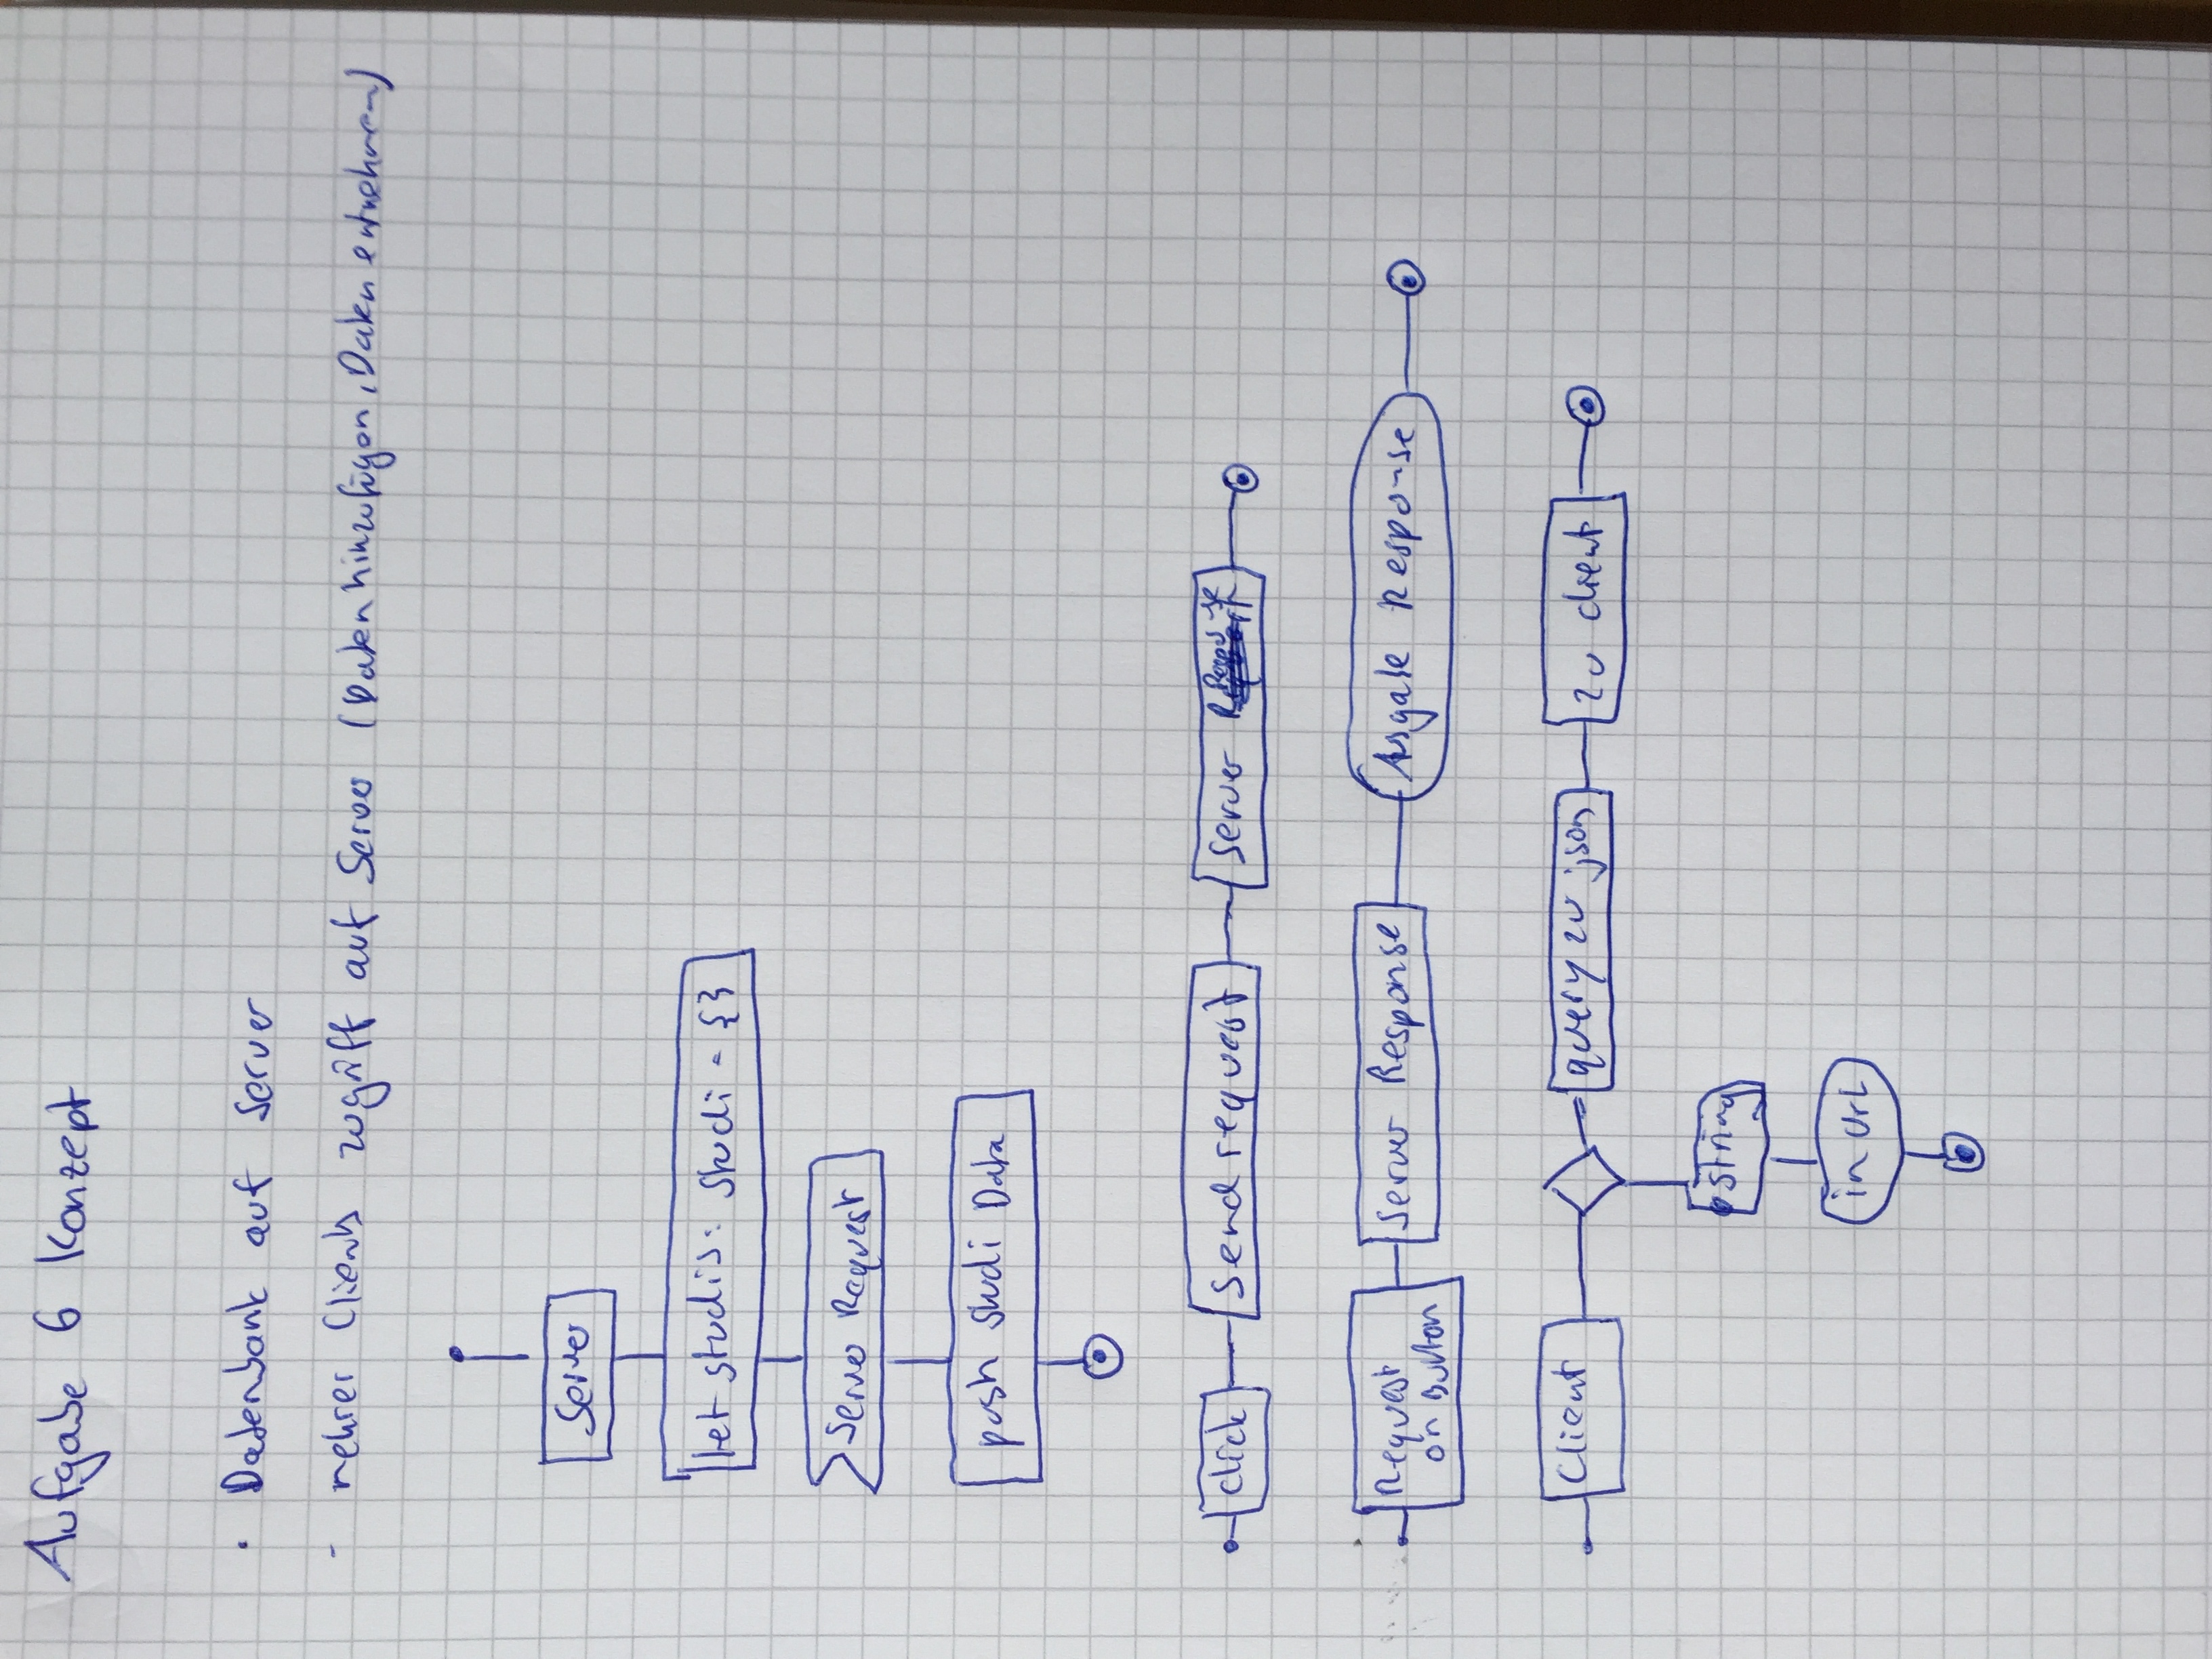 Aufgabe 6 Konzept
· Datenbank auf Server
- mehrer Clients zugriff auf Server (Daten hinzufügen, Daten entnehmen)
Server
let studis: Studi = {}
Server Request
push Studi Data
click
Send request
Server Response
Request
on Button
Server Response
Ausgabe Response
Client
query zu json
zu client
string
in Url